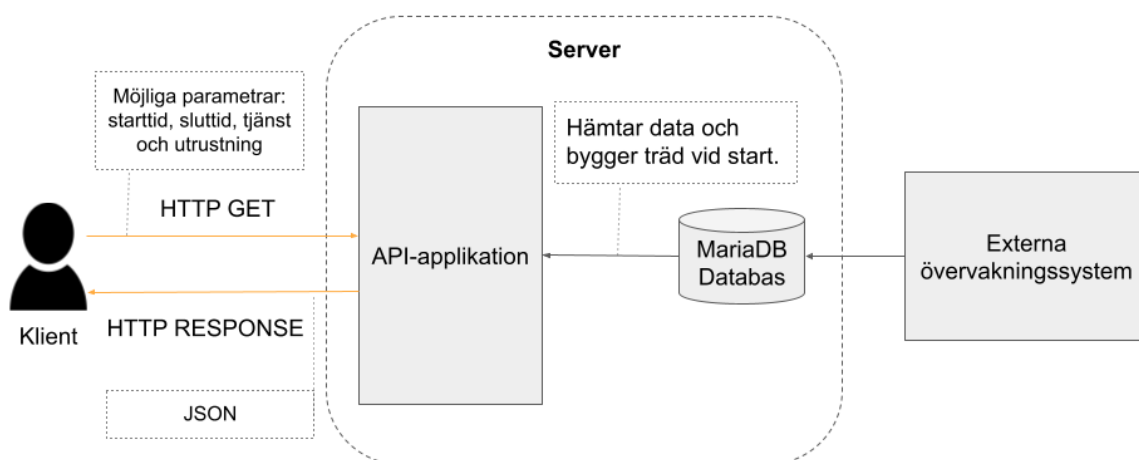 Server
Möjliga parametrar:
starttid, sluttid, tjänst
och utrustning
Hämtar data och
bygger träd vid start.
HTTP GET
API-applikation
MariaDB
Databas
Externa
övervakningssystem
Klient
HTTP RESPONSE
JSON